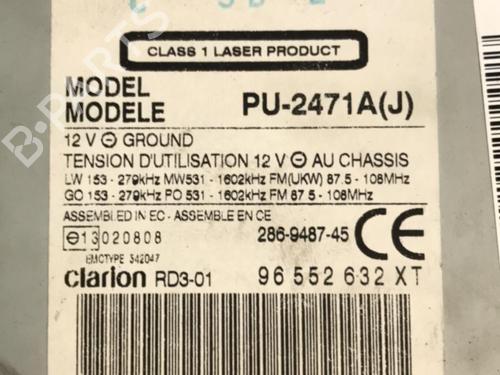 CLASS 1 LASER PRODUCT
MODEL
MODELE
PU-2471A(J)
12 V ⊝ GROUND
TENSION D'UTILISATION 12 V ⊝ AU CHASSIS
LW 153 - 279kHz MW531 - 1602kHz FM(UKW) 87.5 - 108MHz
GO 153 - 279kHz PO 531 - 1602kHz FM 87.5 - 108MHz
ASSEMBLED IN EC - ASSEMBLE EN CE
e13 020808
286-9487-45 CE
EMCTYPE 342047
clarion RD3-01 96 552 632 XT
B-PARTS